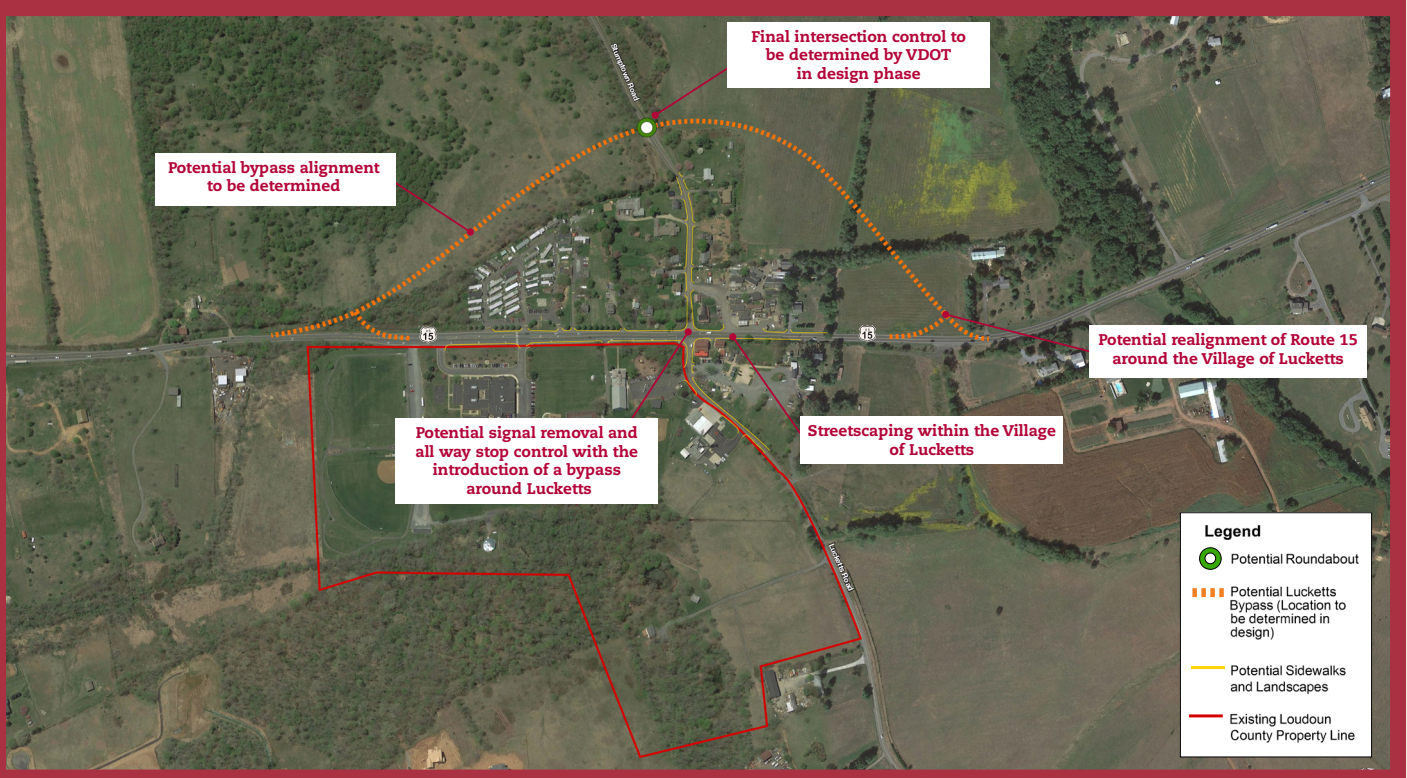 Final intersection control to
be determined by VDOT
in design phase
Stumptown Road
Potential bypass alignment
to be determined
15
15
Potential realignment of Route 15
around the Village of Lucketts
Potential signal removal and
all way stop control with the
introduction of a bypass
around Lucketts
Streetscaping within the Village
of Lucketts
Lucketts Road
Legend
Potential Roundabout
Potential Lucketts
Bypass (Location to
be determined in
design)
Potential Sidewalks
and Landscapes
Existing Loudoun
County Property Line